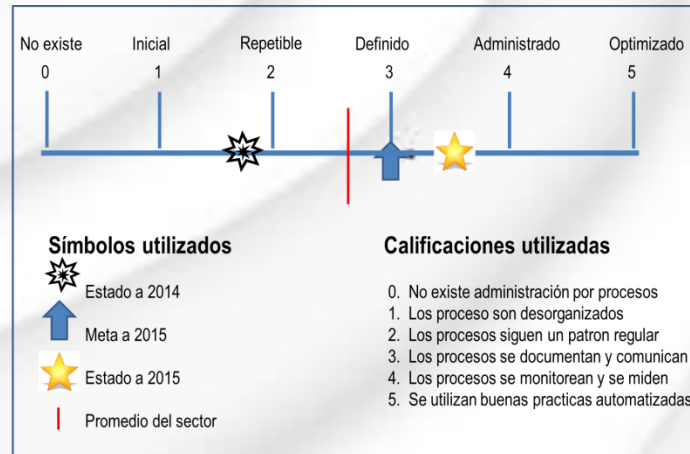 No existe Inicial Repetible Definido Administrado Optimizado
0 1 2 3 4 5
Símbolos utilizados
Estado a 2014
Meta a 2015
Estado a 2015
Promedio del sector
Calificaciones utilizadas
0. No existe administración por procesos
1. Los proceso son desorganizados
2. Los procesos siguen un patron regular
3. Los procesos se documentan y comunican
4. Los procesos se monitorean y se miden
5. Se utilizan buenas practicas automatizadas